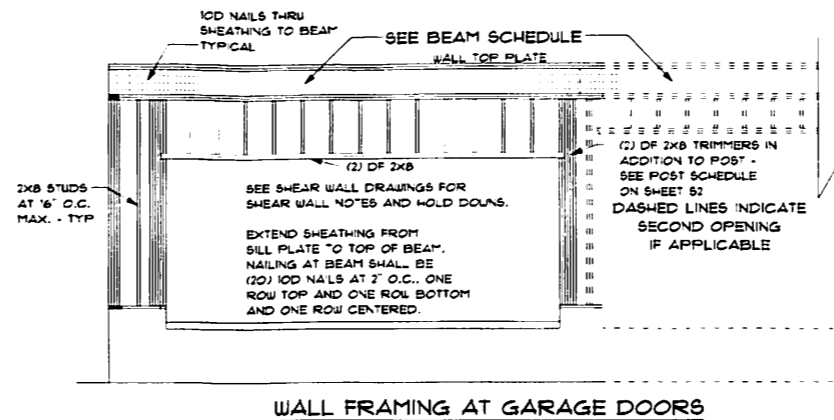 10D NAILS THRU
SHEATHING TO BEAM
TYPICAL
SEE BEAM SCHEDULE
WALL TOP PLATE
(2) DF 2X8
2X8 STUDS
AT 16" O.C.
MAX. - TYP
SEE SHEAR WALL DRAWINGS FOR
SHEAR WALL NOTES AND HOLD DOWNS.
EXTEND SHEATHING FROM
SILL PLATE TO TOP OF BEAM.
NAILING AT BEAM SHALL BE
(20) 10D NAILS AT 2" O.C., ONE
ROW TOP AND ONE ROW BOTTOM
AND ONE ROW CENTERED.
(2) DF 2X8 TRIMMERS IN
ADDITION TO POST -
SEE POST SCHEDULE
ON SHEET S2
DASHED LINES INDICATE
SECOND OPENING
IF APPLICABLE
WALL FRAMING AT GARAGE DOORS